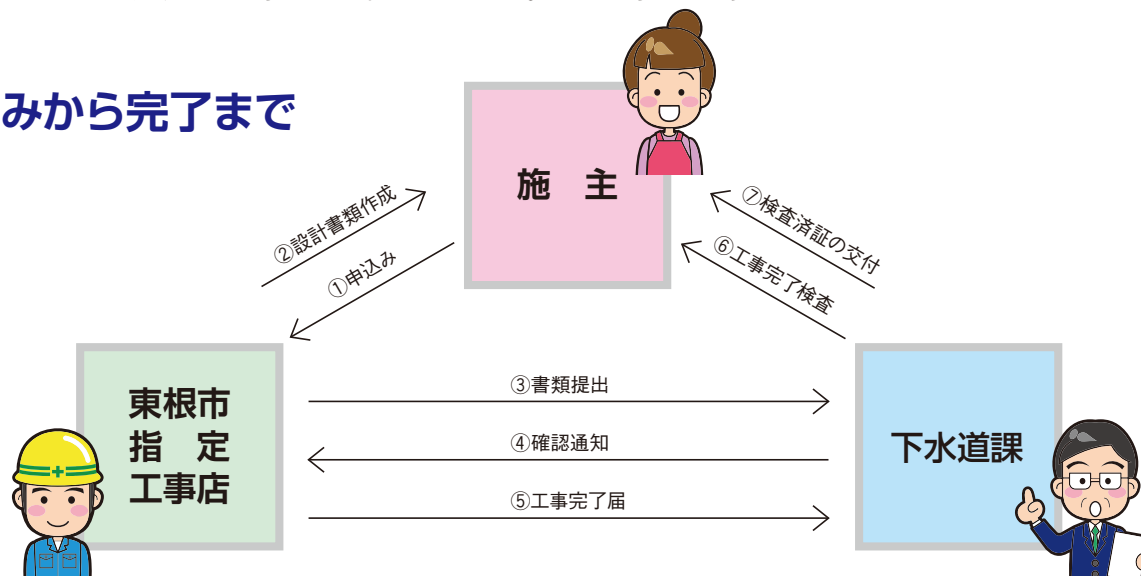 みから完了まで
施　主
②設計書類作成
①申込み
⑦検査済証の交付
⑥工事完了検査
東根市
指　定
工事店
③書類提出
④確認通知
⑤工事完了届
下水道課